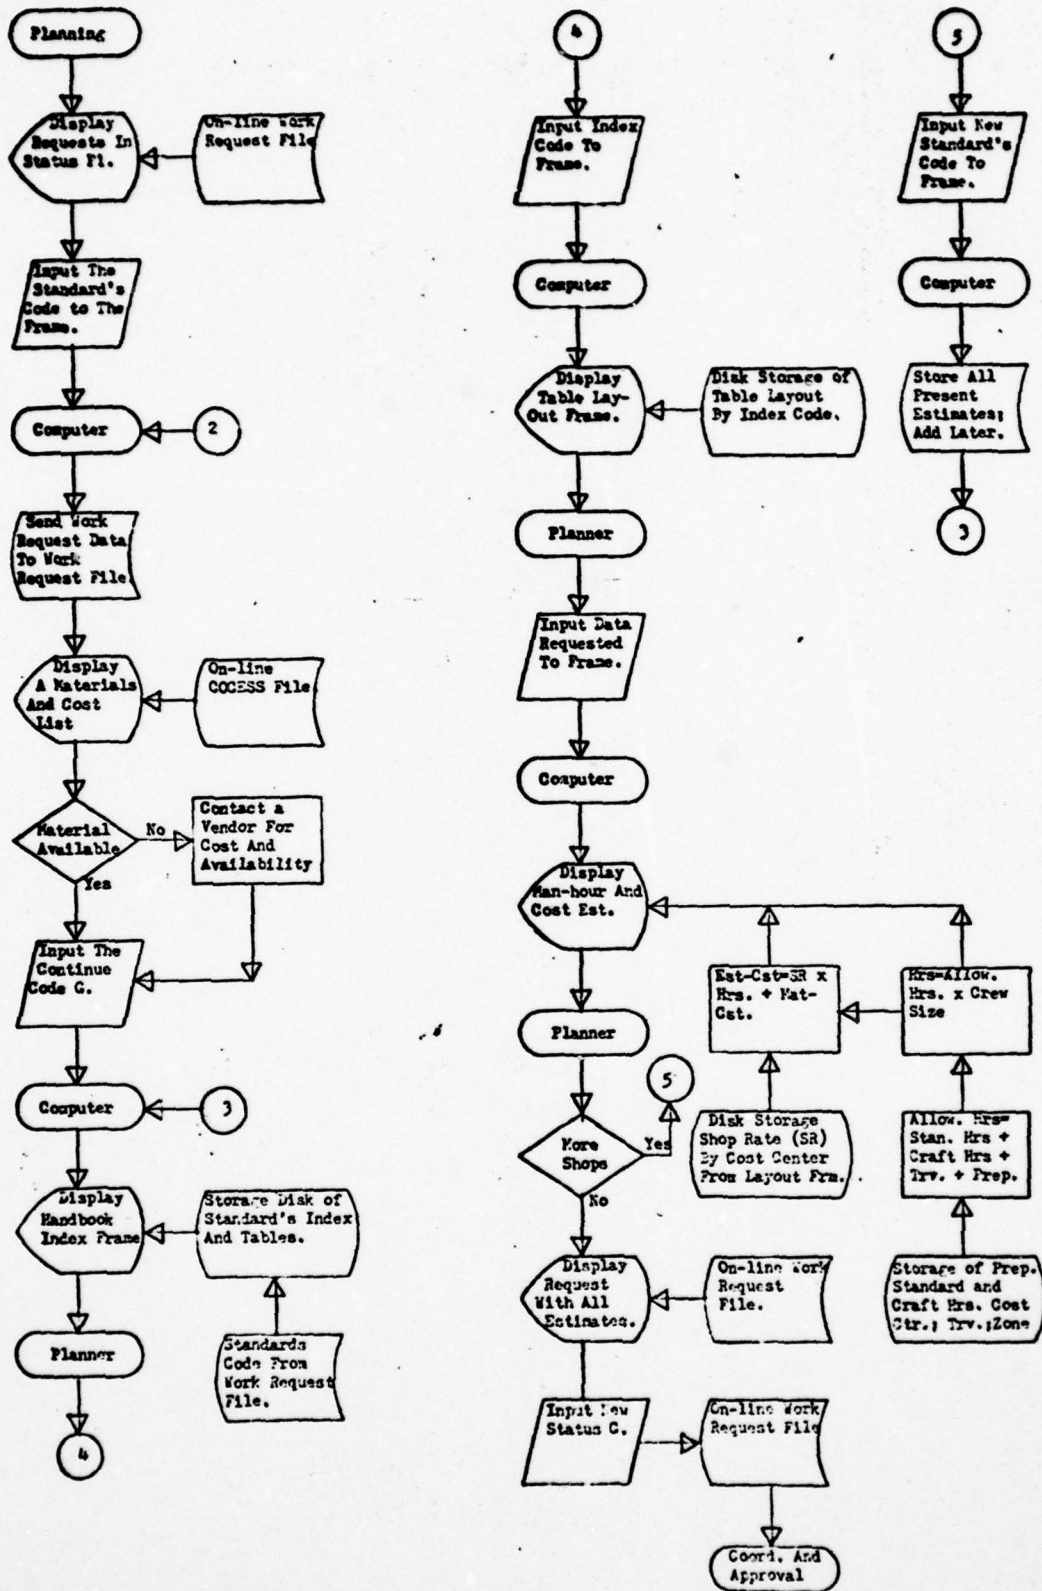 Planning
Display
Requests In
Status F1.
On-line Work
Request File
Input The
Standard's
Code to The
Frame.
Computer
2
Send Work
Request Data
To Work
Request File.
Display
A Materials
And Cost
List
On-line
COCESS File
Material
Available
No
Yes
Contact a
Vendor For
Cost And
Availability
Input The
Continue
Code G.
Computer
3
Display
Handbook
Index Frame
Storage Disk of
Standard's Index
And Tables.
Planner
Standards
Code From
Work Request
File.
4
4
Input Index
Code To
Frame.
Computer
Display
Table Lay-
Out Frame.
Disk Storage of
Table Layout
By Index Code.
Planner
Input Data
Requested
To Frame.
Computer
Display
Man-hour And
Cost Est.
Est-Cst=SR x
Hrs. + Mat-
Cst.
Hrs=Allow.
Hrs. x Crew
Size
Planner
5
More
Shops
Yes
No
Disk Storage
Shop Rate (SR)
By Cost Center
From Layout Frm.
Allow. Hrs=
Stan. Hrs +
Craft Hrs +
Trv. + Prep.
Display
Request
With All
Estimates.
On-line Work
Request
File.
Storage of Prep.
Standard and
Craft Hrs. Cost
Ctr.; Trv.;Zone
Input New
Status C.
On-line Work
Request File
Coord. And
Approval
5
Input New
Standard's
Code To
Frame.
Computer
Store All
Present
Estimates;
Add Later.
3